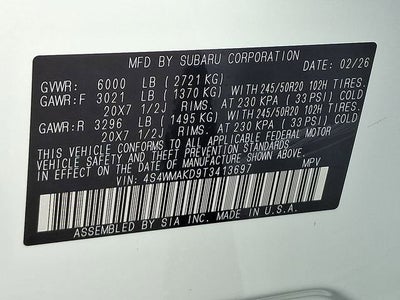 MFD BY SUBARU CORPORATION
DATE: 02/26
GVWR: 6000 LB (2721 KG)
GAWR:F 3021 LB (1370 KG) WITH 245/50R20 102H TIRES.
20X7 1/2J RIMS. AT 230 KPA (33 PSI) COLD
GAWR:R 3296 LB (1495 KG) WITH 245/50R20 102H TIRES.
20X7 1/2J RIMS. AT 230 KPA (33 PSI) COLD
THIS VEHICLE CONFORMS TO ALL APPLICABLE FEDERAL MOTOR
VEHICLE SAFETY AND BUMPER STANDARDS
IN EFFECT ON THE DATE OF MANUFACTURE SHOWN ABOVE.
VIN: 4S4WMAKD9T3413697 MPV
ASSEMBLED BY SIA INC. MADE IN U.S.A.